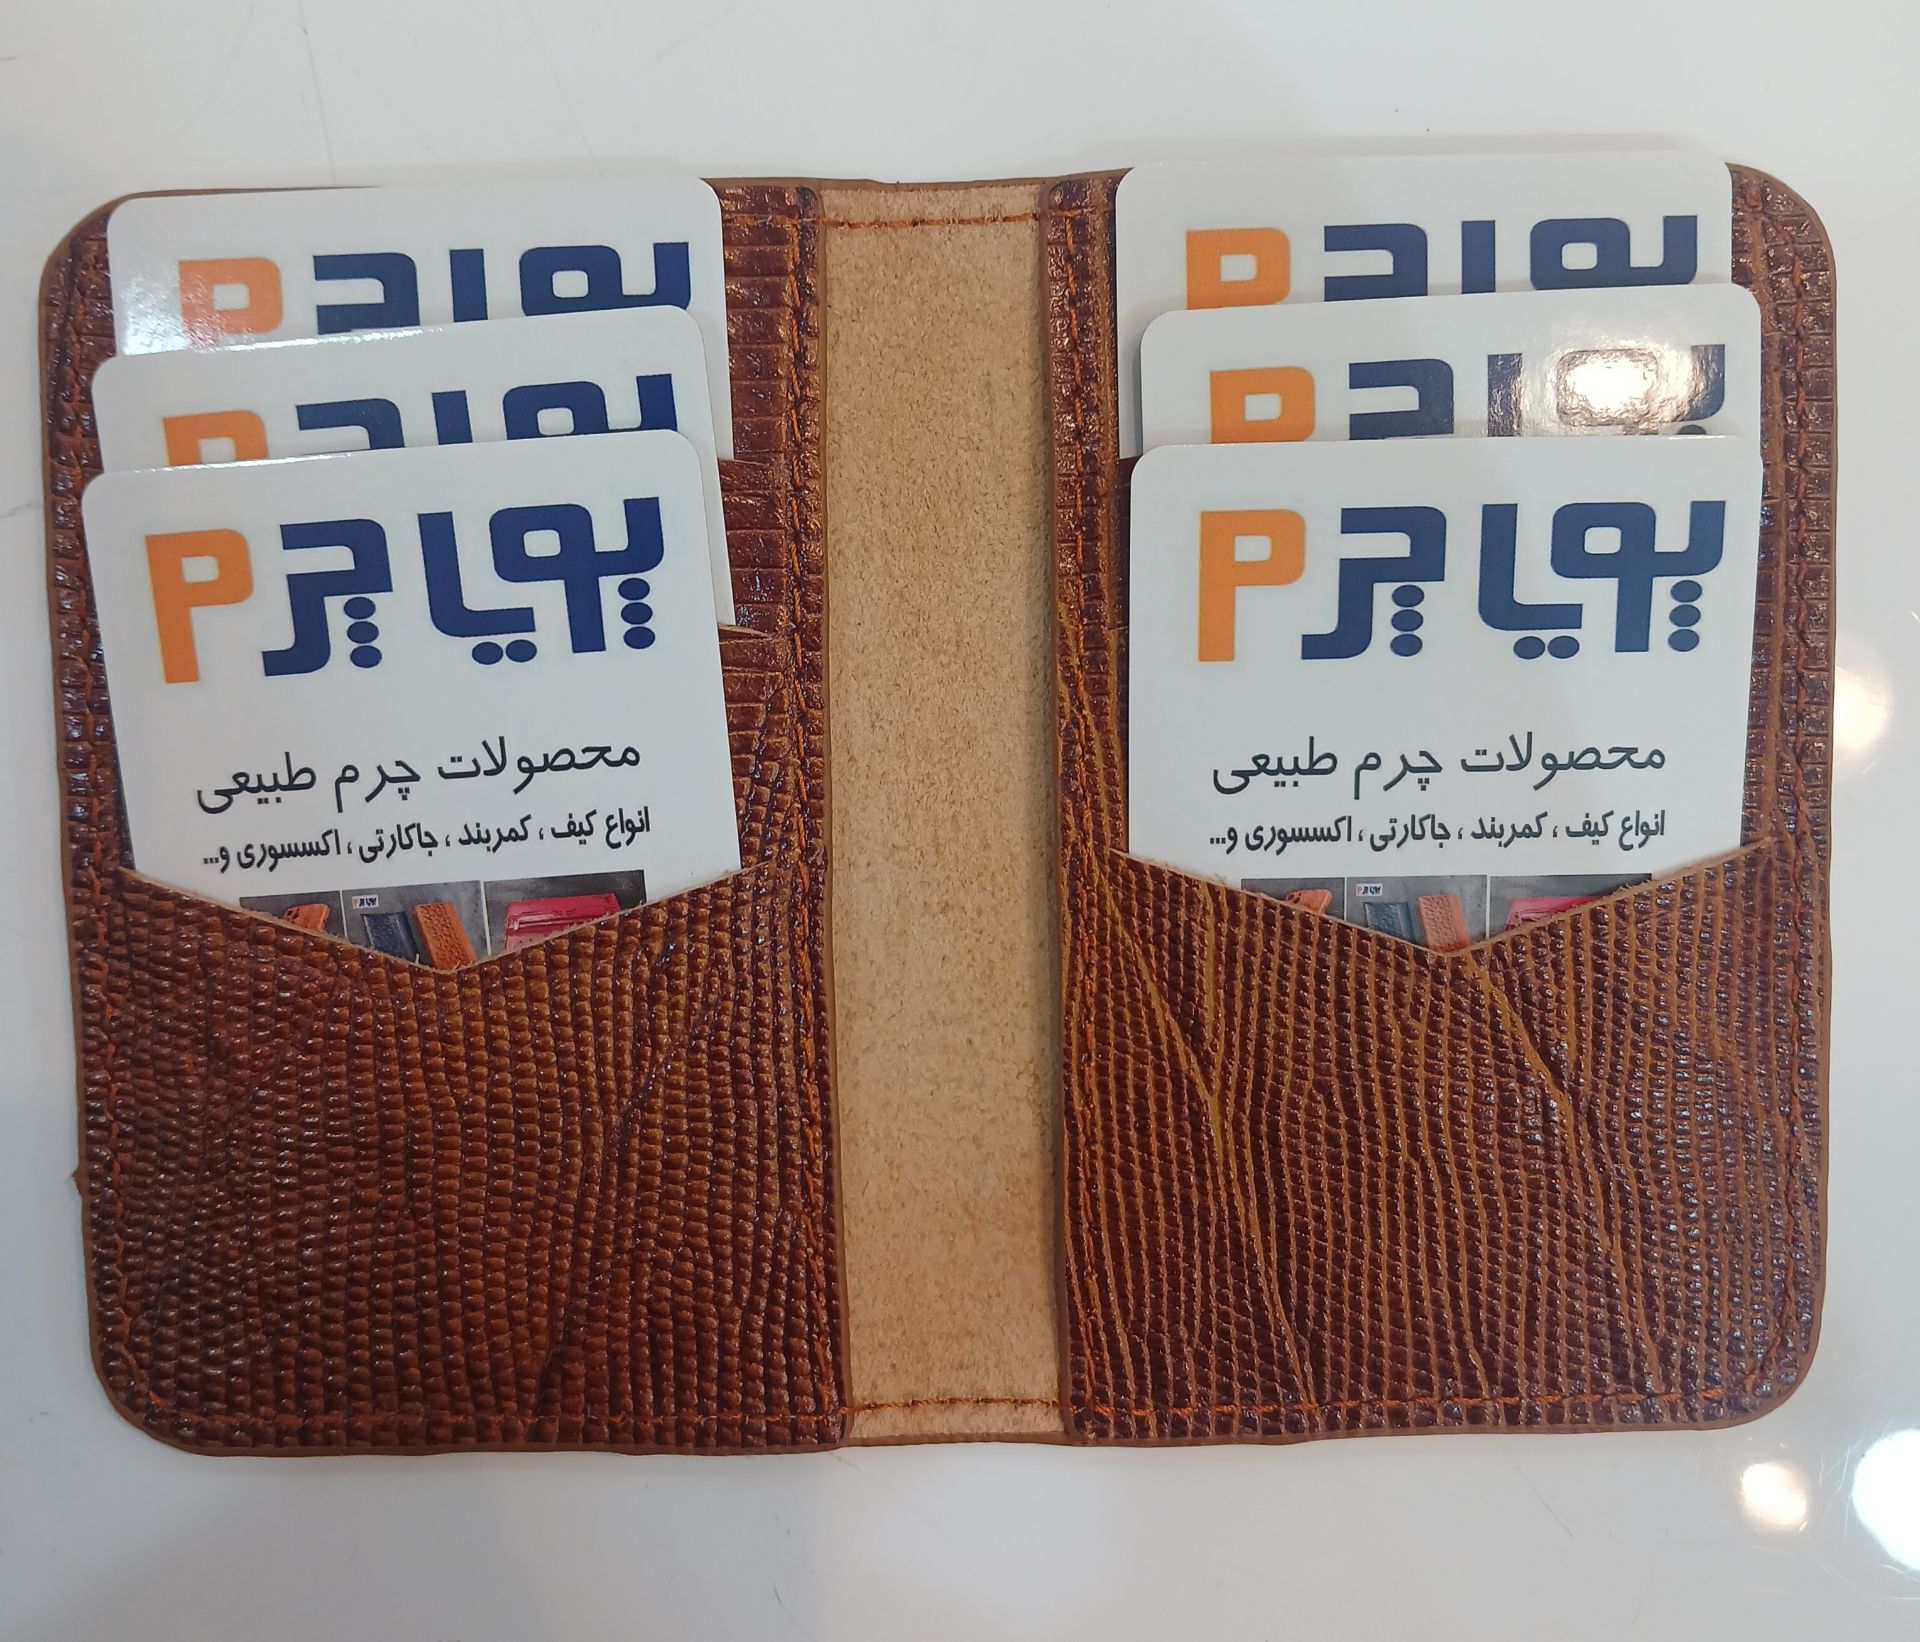 پویا چرم
محصولات چرم طبیعی
انواع کیف ، کمربند ، جاکارتی ، اکسسوری و...
پویا چرم
محصولات چرم طبیعی
انواع کیف ، کمربند ، جاکارتی ، اکسسوری و...